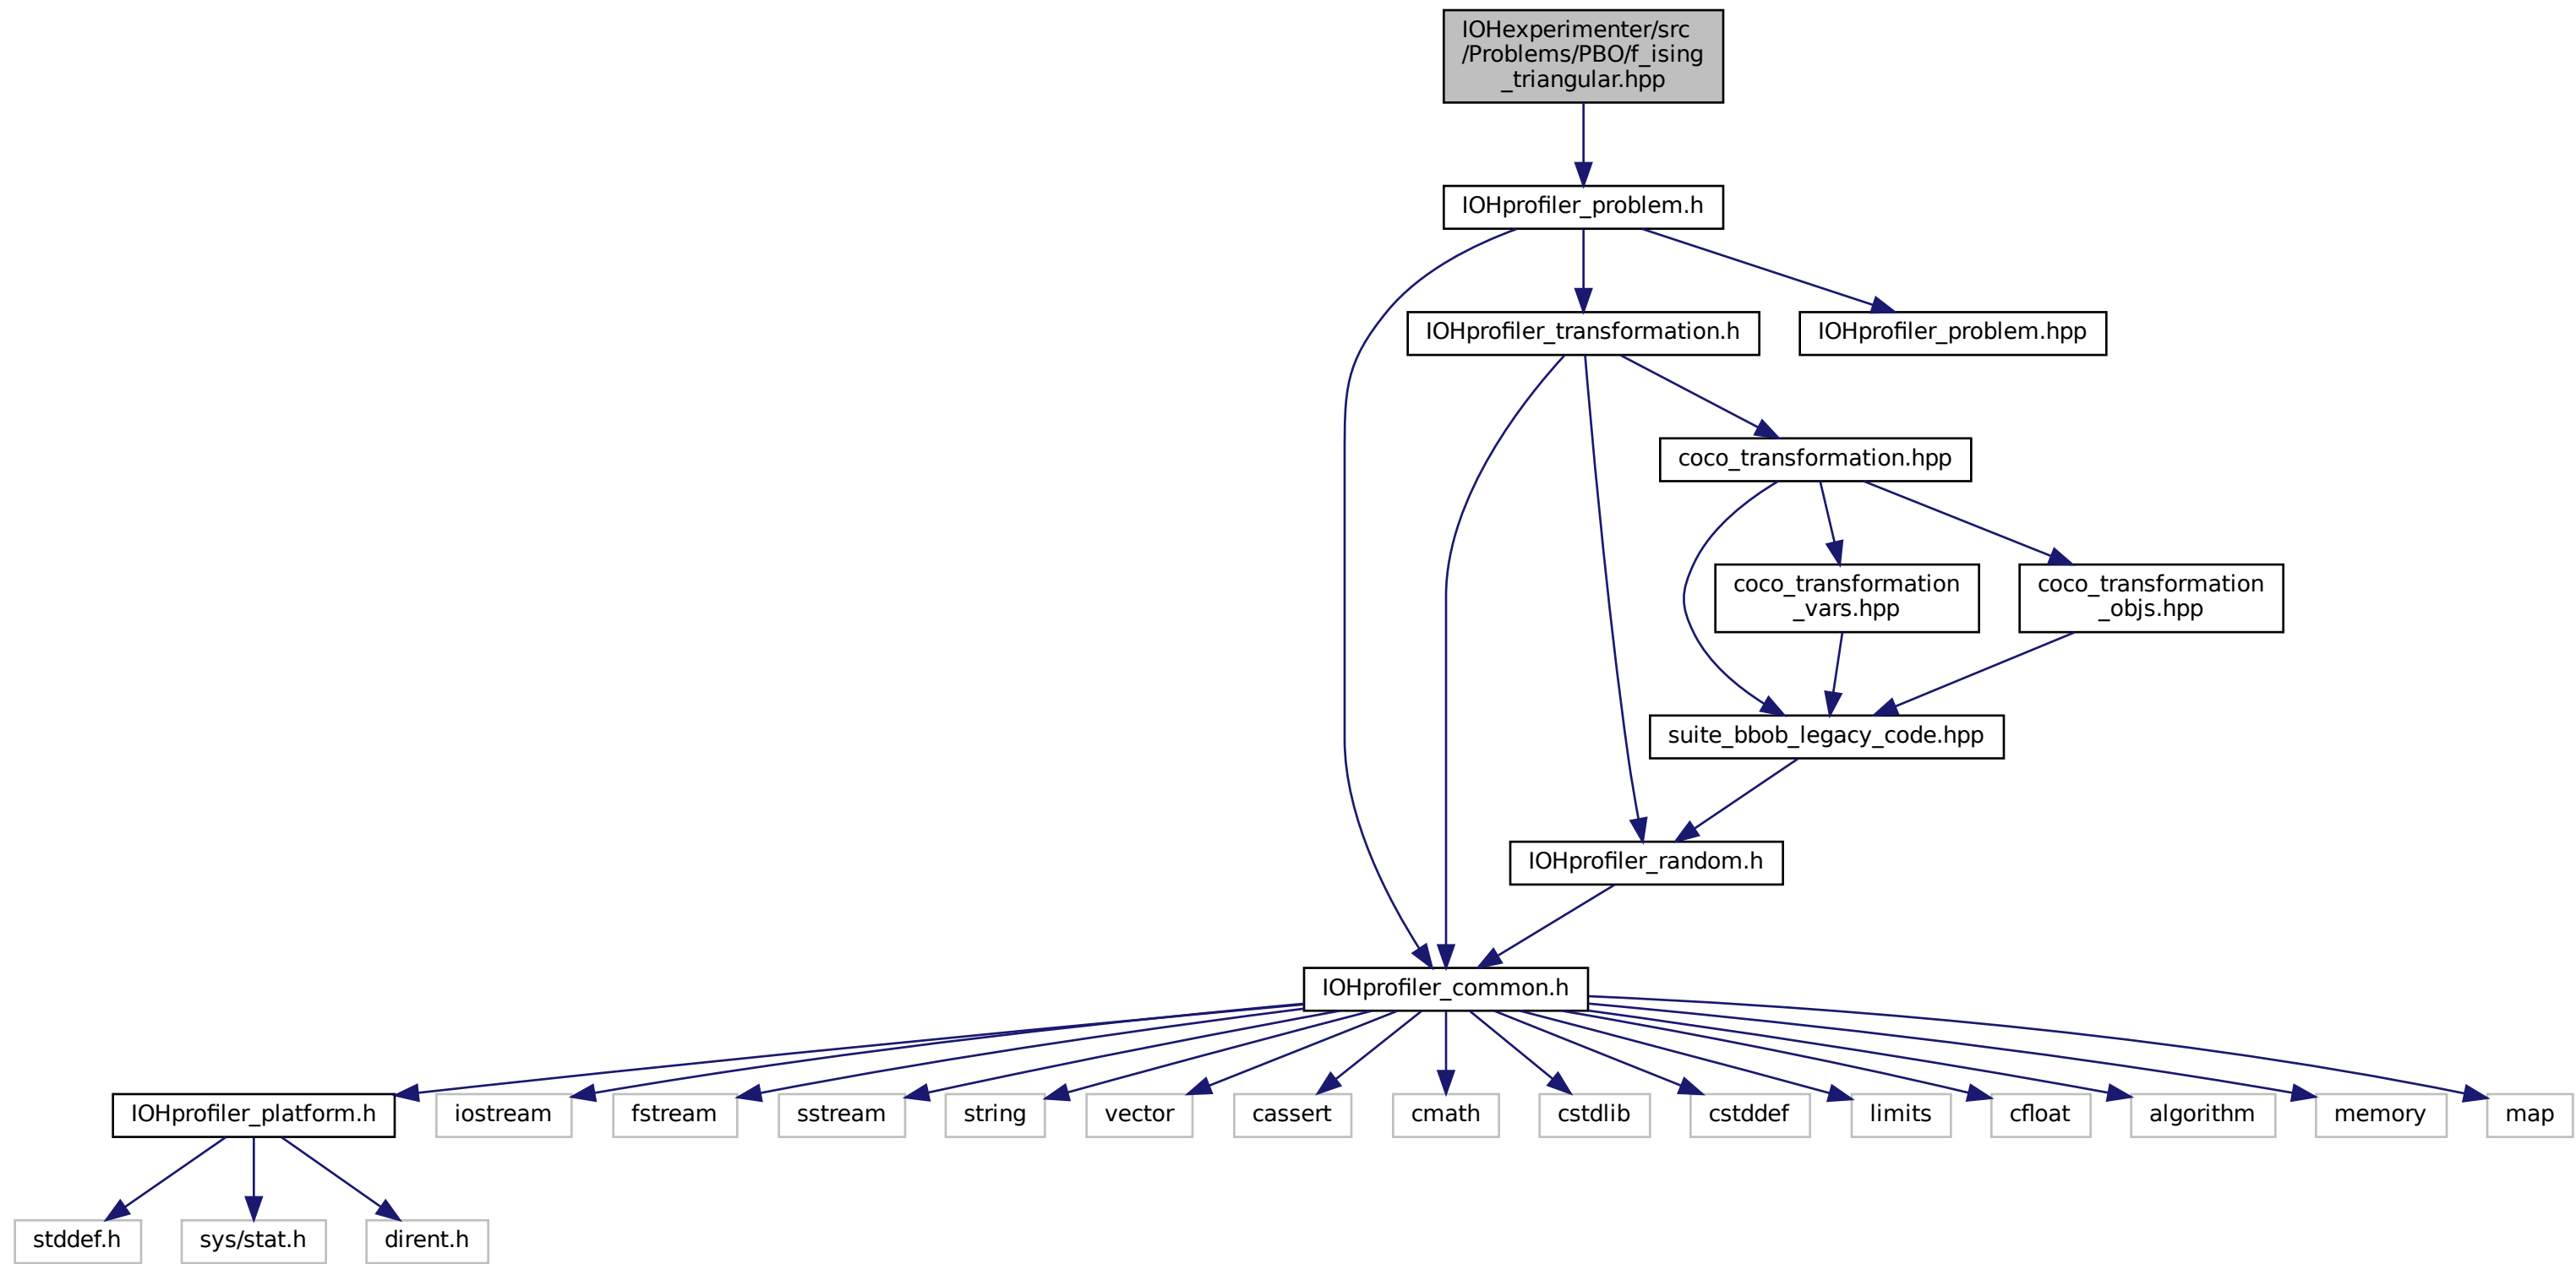 IOHexperimenter/src
/Problems/PBO/f_ising
_triangular.hpp
IOHprofiler_problem.h
IOHprofiler_transformation.h
IOHprofiler_problem.hpp
coco_transformation.hpp
coco_transformation
_vars.hpp
coco_transformation
_objs.hpp
suite_bbob_legacy_code.hpp
IOHprofiler_random.h
IOHprofiler_common.h
IOHprofiler_platform.h
iostream
fstream
sstream
string
vector
cassert
cmath
cstdlib
cstddef
limits
cfloat
algorithm
memory
map
stddef.h
sys/stat.h
dirent.h